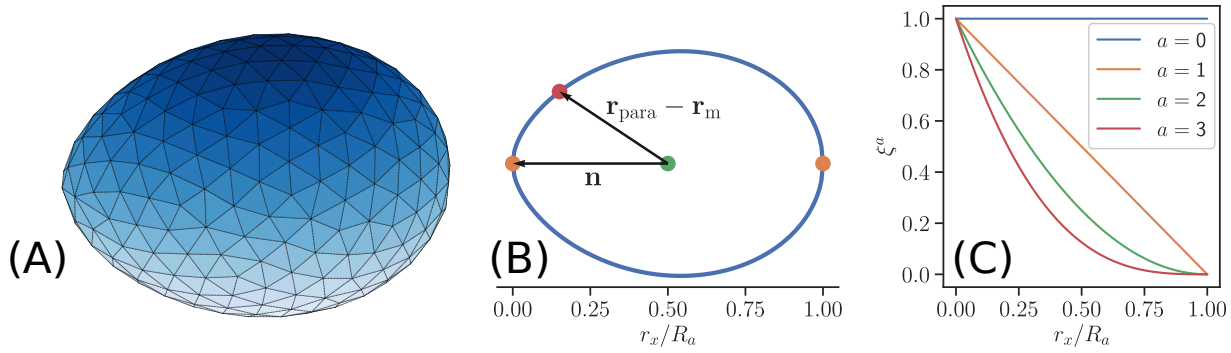 (A)
r_para − r_m
n
(B)
0.00 0.25 0.50 0.75 1.00
r_x/R_a
a = 0
a = 1
a = 2
a = 3
ξ^a
1.0
0.8
0.6
0.4
0.2
0.0
(C)
0.00 0.25 0.50 0.75 1.00
r_x/R_a